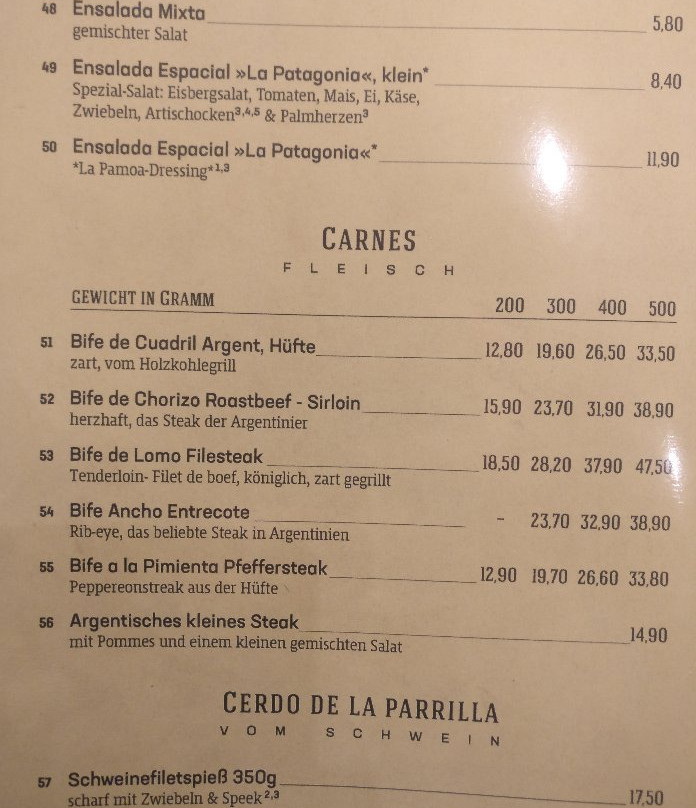 48 Ensalada Mixta 5,80
gemischter Salat
49 Ensalada Espacial »La Patagonia«, klein* 8,40
Spezial-Salat: Eisbergsalat, Tomaten, Mais, Ei, Käse,
Zwiebeln, Artischocken³,⁴,⁵ & Palmherzen³
50 Ensalada Espacial »La Patagonia«* 11,90
*La Pamoa-Dressing*¹,³
CARNES
FLEISCH
GEWICHT IN GRAMM 200 300 400 500
51 Bife de Cuadril Argent, Hüfte 12,80 19,60 26,50 33,50
zart, vom Holzkohlegrill
52 Bife de Chorizo Roastbeef - Sirloin 15,90 23,70 31,90 38,90
herzhaft, das Steak der Argentinier
53 Bife de Lomo Filesteak 18,50 28,20 37,90 47,50
Tenderloin- Filet de boef, königlich, zart gegrillt
54 Bife Ancho Entrecote - 23,70 32,90 38,90
Rib-eye, das beliebte Steak in Argentinien
55 Bife a la Pimienta Pfeffersteak 12,90 19,70 26,60 33,80
Peppereonstreak aus der Hüfte
56 Argentisches kleines Steak 14,90
mit Pommes und einem kleinen gemischten Salat
CERDO DE LA PARRILLA
VOM SCHWEIN
57 Schweinefiletspieß 350g 17,50
scharf mit Zwiebeln & Speek²,³